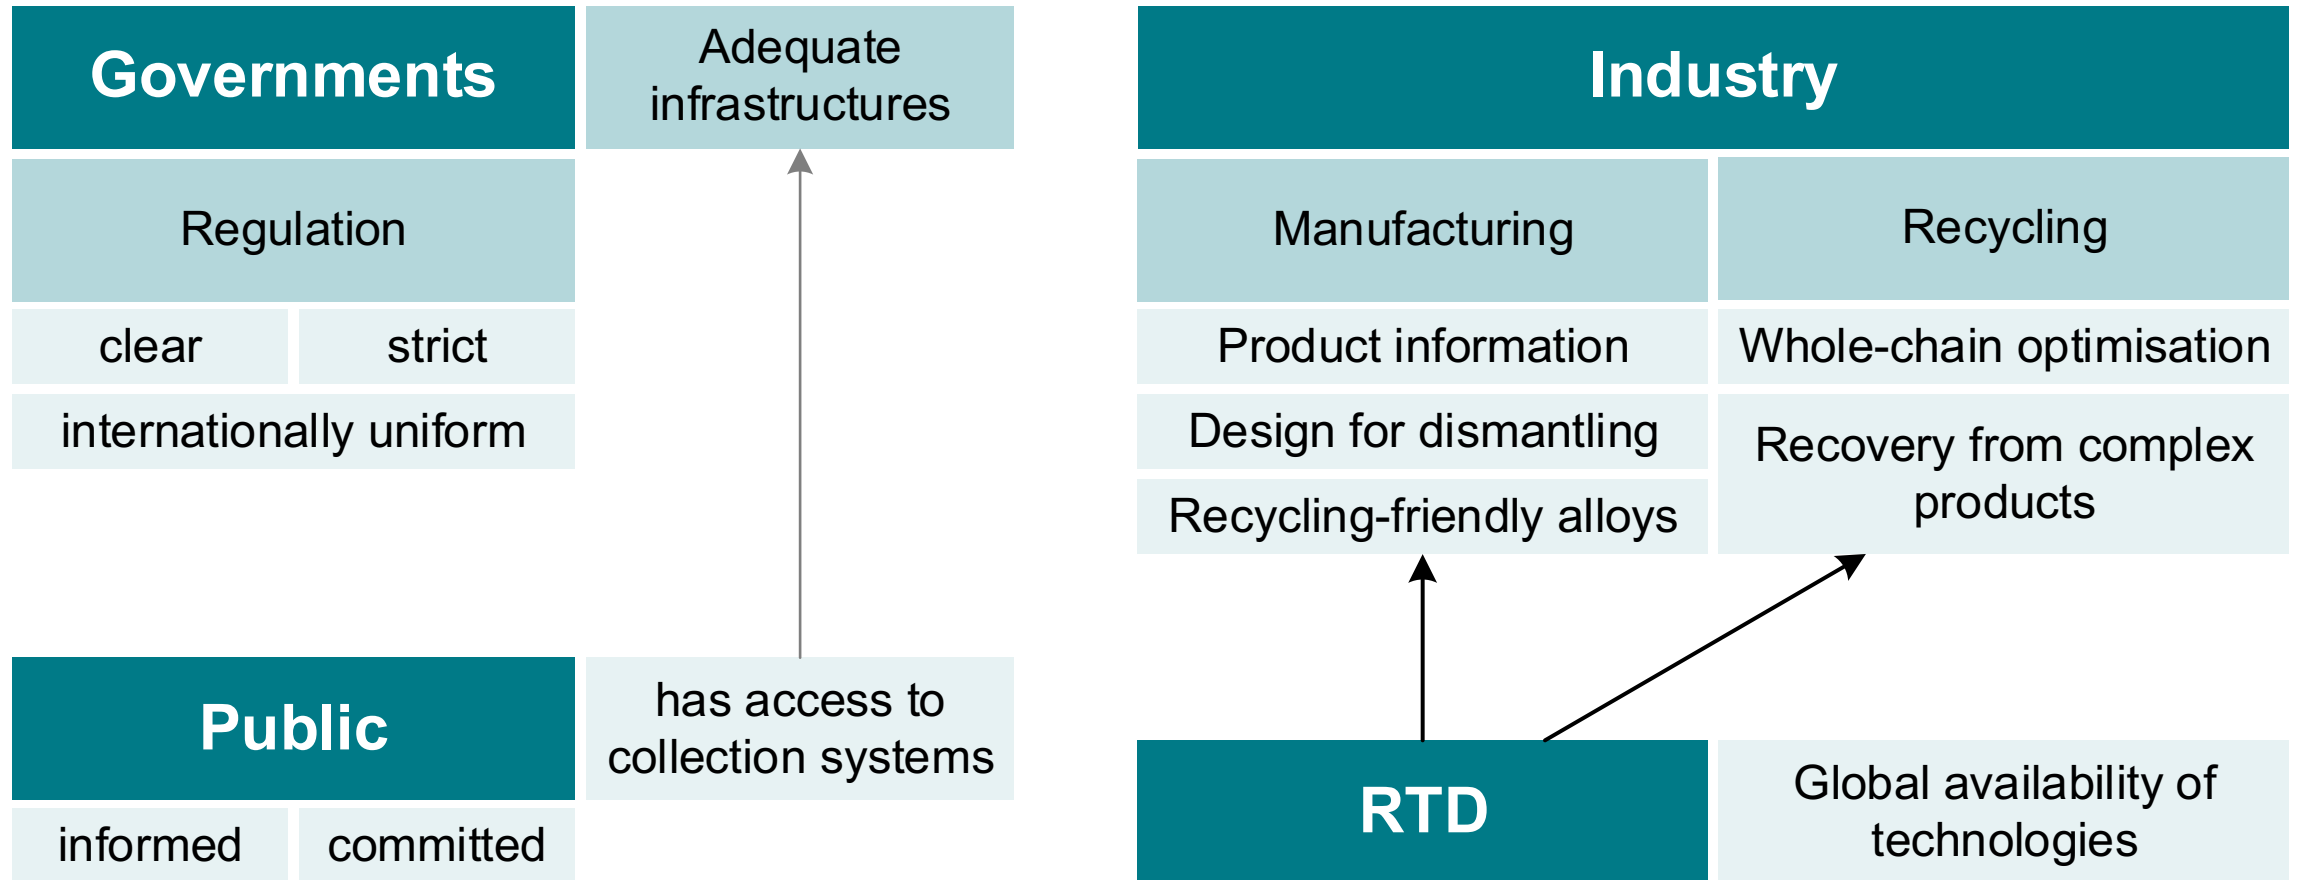 Governments
Adequate
infrastructures
Regulation
clear
strict
internationally uniform
Public
has access to
collection systems
informed
committed
Industry
Manufacturing
Recycling
Product information
Whole-chain optimisation
Design for dismantling
Recovery from complex
products
Recycling-friendly alloys
RTD
Global availability of
technologies